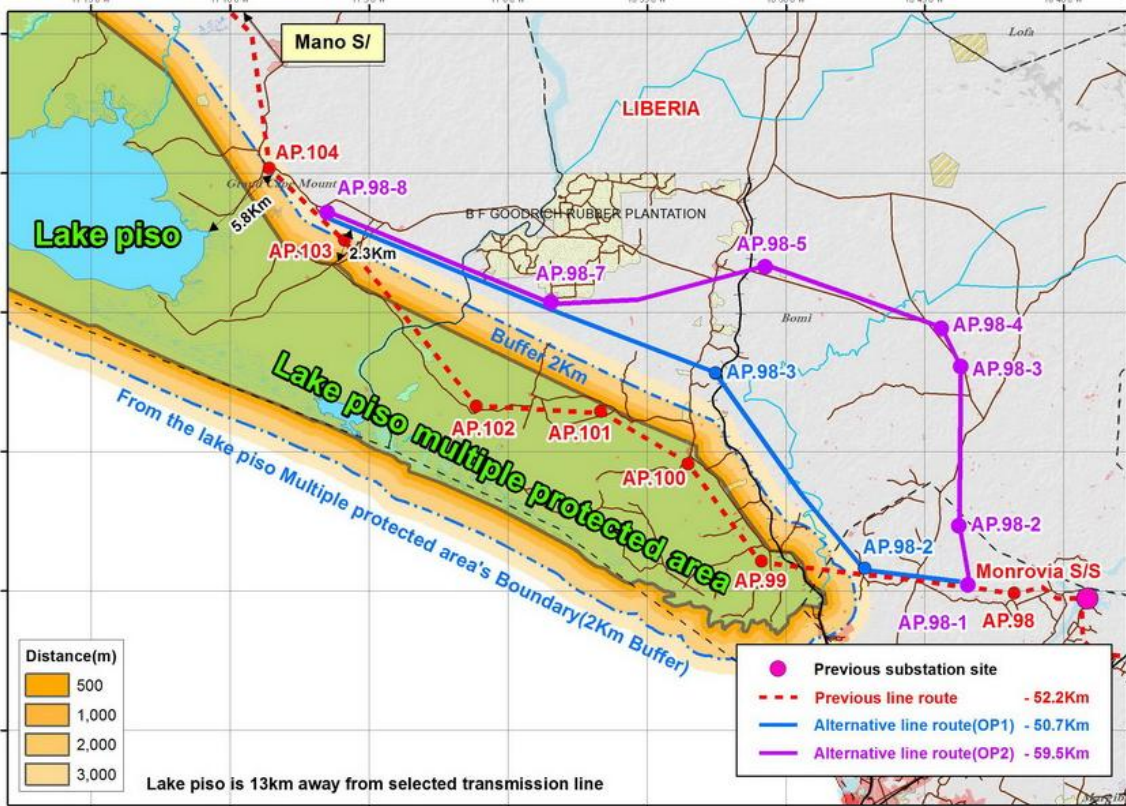 Lofa
Mano S/
LIBERIA
AP.104
Grand Cape Mount
AP.98-8
5.8Km
B F GOODRICH RUBBER PLANTATION
Lake piso
AP.103
2.3Km
AP.98-5
AP.98-7
Bomi
AP.98-4
Buffer 2Km
AP.98-3
AP.98-3
Lake piso multiple protected area
AP.102
AP.101
AP.100
From the lake piso Multiple protected area's Boundary(2Km Buffer)
AP.98-2
AP.98-2
AP.99
Monrovia S/S
AP.98-1
AP.98
Distance(m)
500
1,000
2,000
3,000
Lake piso is 13km away from selected transmission line
Previous substation site
Previous line route - 52.2Km
Alternative line route(OP1) - 50.7Km
Alternative line route(OP2) - 59.5Km